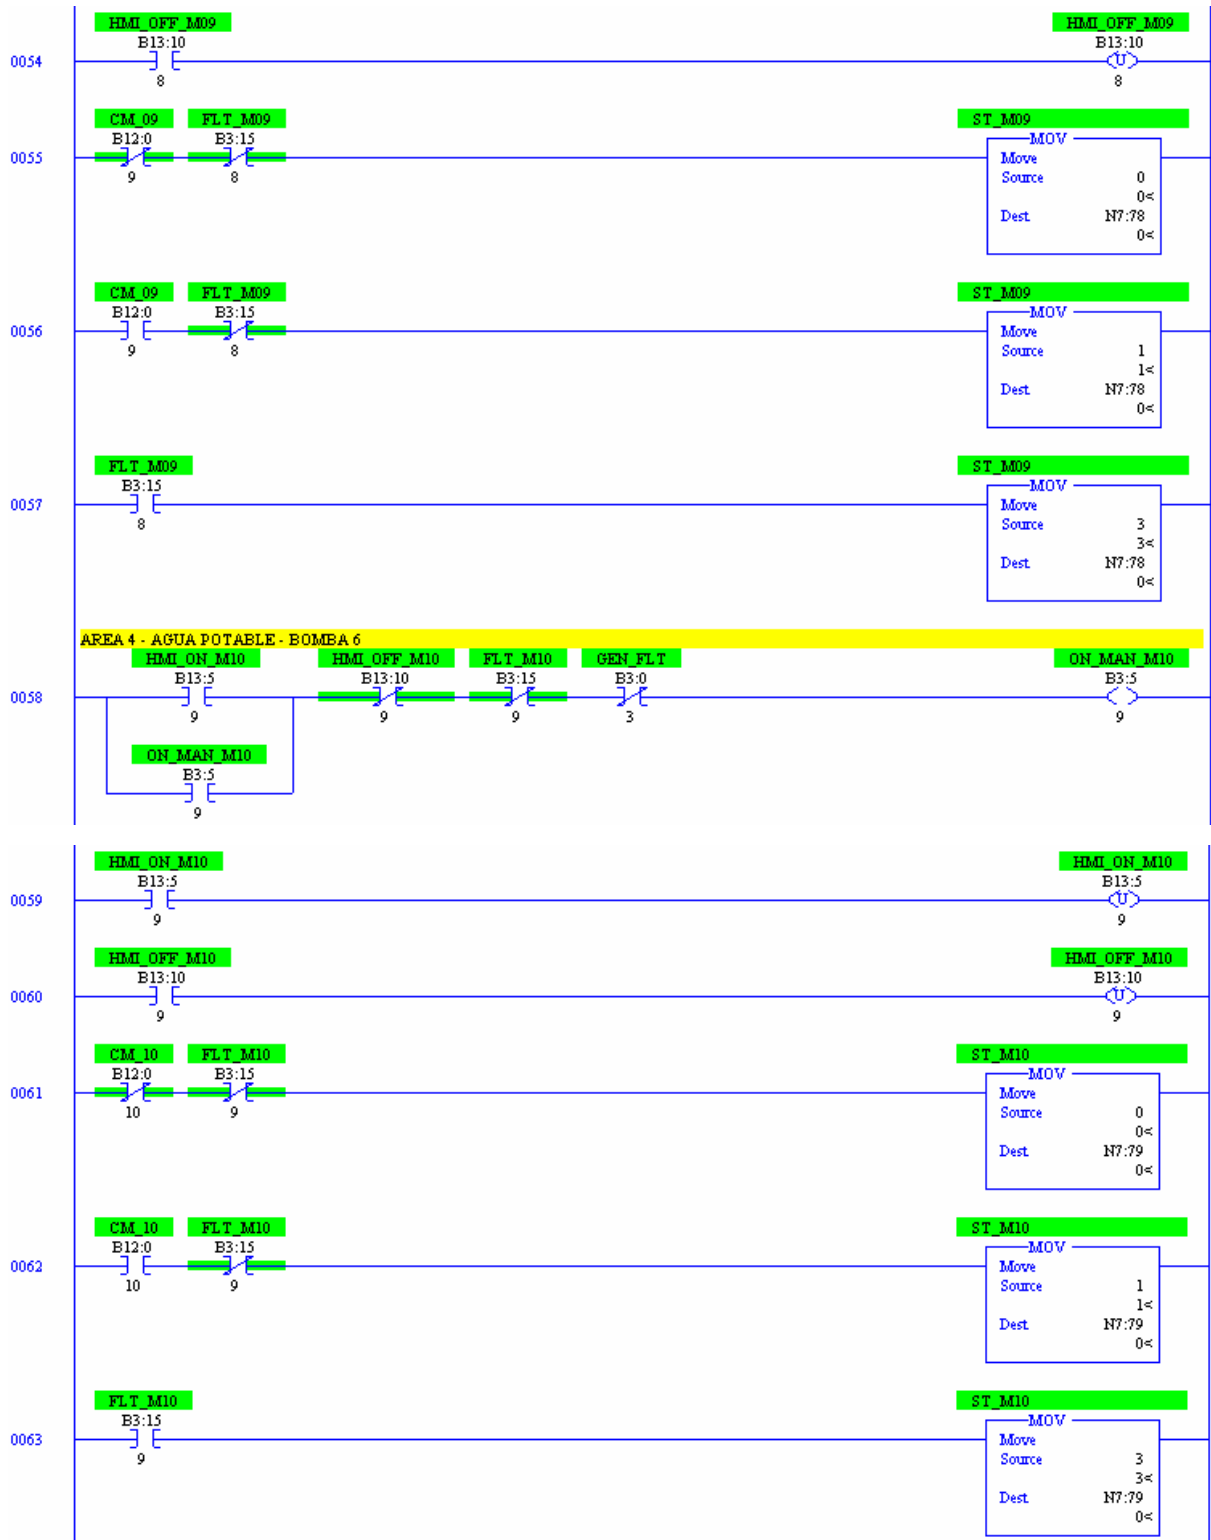 HMI_OFF_M09 HMI_OFF_M09
B13:10 B13:10
0054 U
8 8
CM_09 FLT_M09 ST_M09
B12:0 B3:15 MOV
0055 Move
9 8 Source 0
0<
Dest N7:78
0<
CM_09 FLT_M09 ST_M09
B12:0 B3:15 MOV
0056 Move
9 8 Source 1
1<
Dest N7:78
0<
FLT_M09 ST_M09
B3:15 MOV
0057 Move
8 Source 3
3<
Dest N7:78
0<
AREA 4 - AGUA POTABLE - BOMBA 6
HMI_ON_M10 HMI_OFF_M10 FLT_M10 GEN_FLT ON_MAN_M10
B13:5 B13:10 B3:15 B3:0 B3:5
0058
9 9 9 3 9
ON_MAN_M10
B3:5
9
HMI_ON_M10 HMI_ON_M10
B13:5 B13:5
0059 U
9 9
HMI_OFF_M10 HMI_OFF_M10
B13:10 B13:10
0060 U
9 9
CM_10 FLT_M10 ST_M10
B12:0 B3:15 MOV
0061 Move
10 9 Source 0
0<
Dest N7:79
0<
CM_10 FLT_M10 ST_M10
B12:0 B3:15 MOV
0062 Move
10 9 Source 1
1<
Dest N7:79
0<
FLT_M10 ST_M10
B3:15 MOV
0063 Move
9 Source 3
3<
Dest N7:79
0<